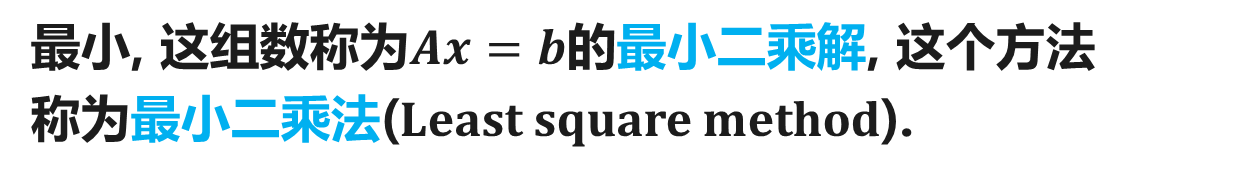 最小, 这组数称为Ax = b的最小二乘解, 这个方法
称为最小二乘法(Least square method).